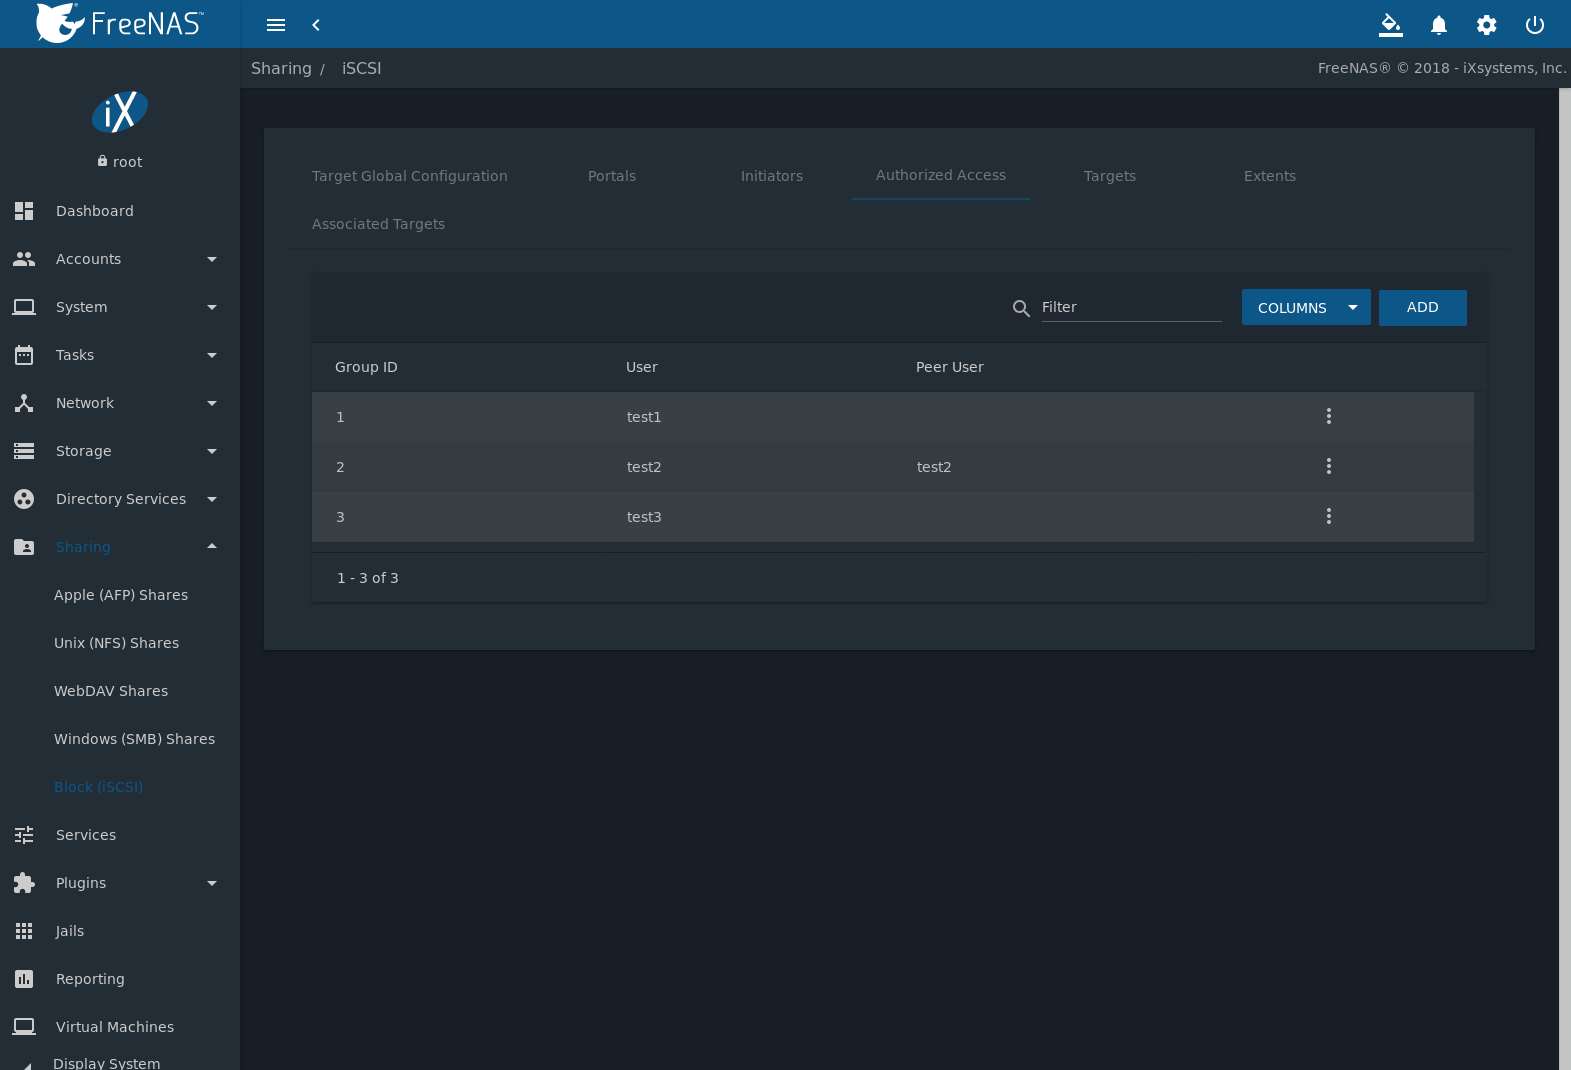 FreeNAS®™
Sharing / iSCSI
FreeNAS® © 2018 - iXsystems, Inc.
iX
root
Dashboard
Accounts
System
Tasks
Network
Storage
Directory Services
Sharing
Apple (AFP) Shares
Unix (NFS) Shares
WebDAV Shares
Windows (SMB) Shares
Block (iSCSI)
Services
Plugins
Jails
Reporting
Virtual Machines
Display System
Target Global Configuration Portals Initiators Authorized Access Targets Extents
Associated Targets
Filter COLUMNS ADD
Group ID User Peer User
1 test1
2 test2 test2
3 test3
1 - 3 of 3